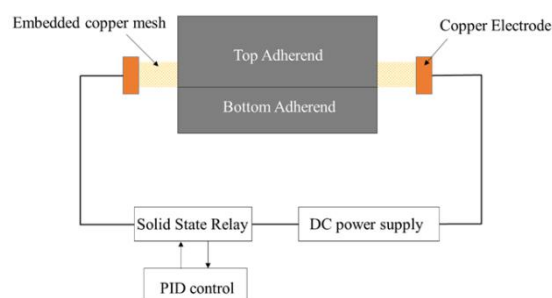 Embedded copper mesh
Copper Electrode
Top Adherend
Bottom Adherend
Solid State Relay
DC power supply
PID control